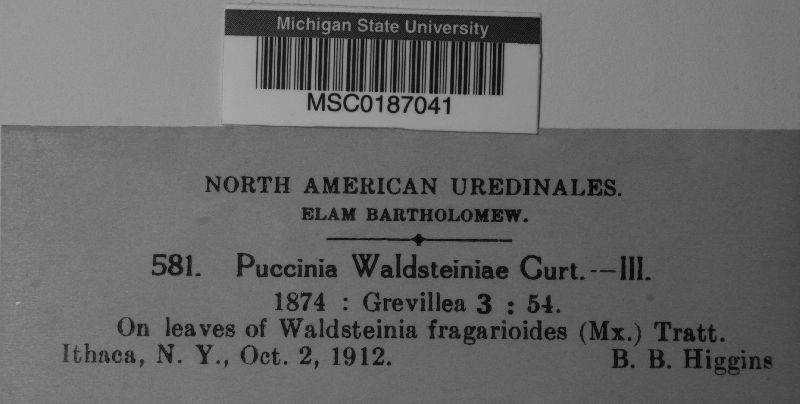 Michigan State University
MSC0187041
NORTH AMERICAN UREDINALES.
ELAM BARTHOLOMEW.
581. Puccinia Waldsteiniae Curt.--III.
1874 : Grevillea 3 : 54.
On leaves of Waldsteinia fragarioides (Mx.) Tratt.
Ithaca, N. Y., Oct. 2, 1912. B. B. Higgins